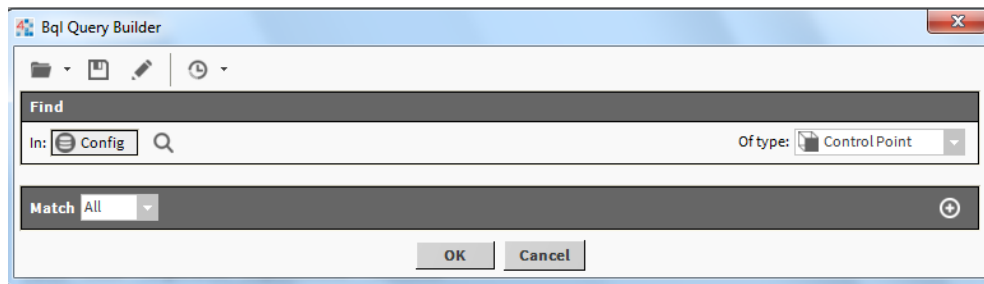 Bql Query Builder
Find
In: Config
Of type: Control Point
Match All
OK Cancel